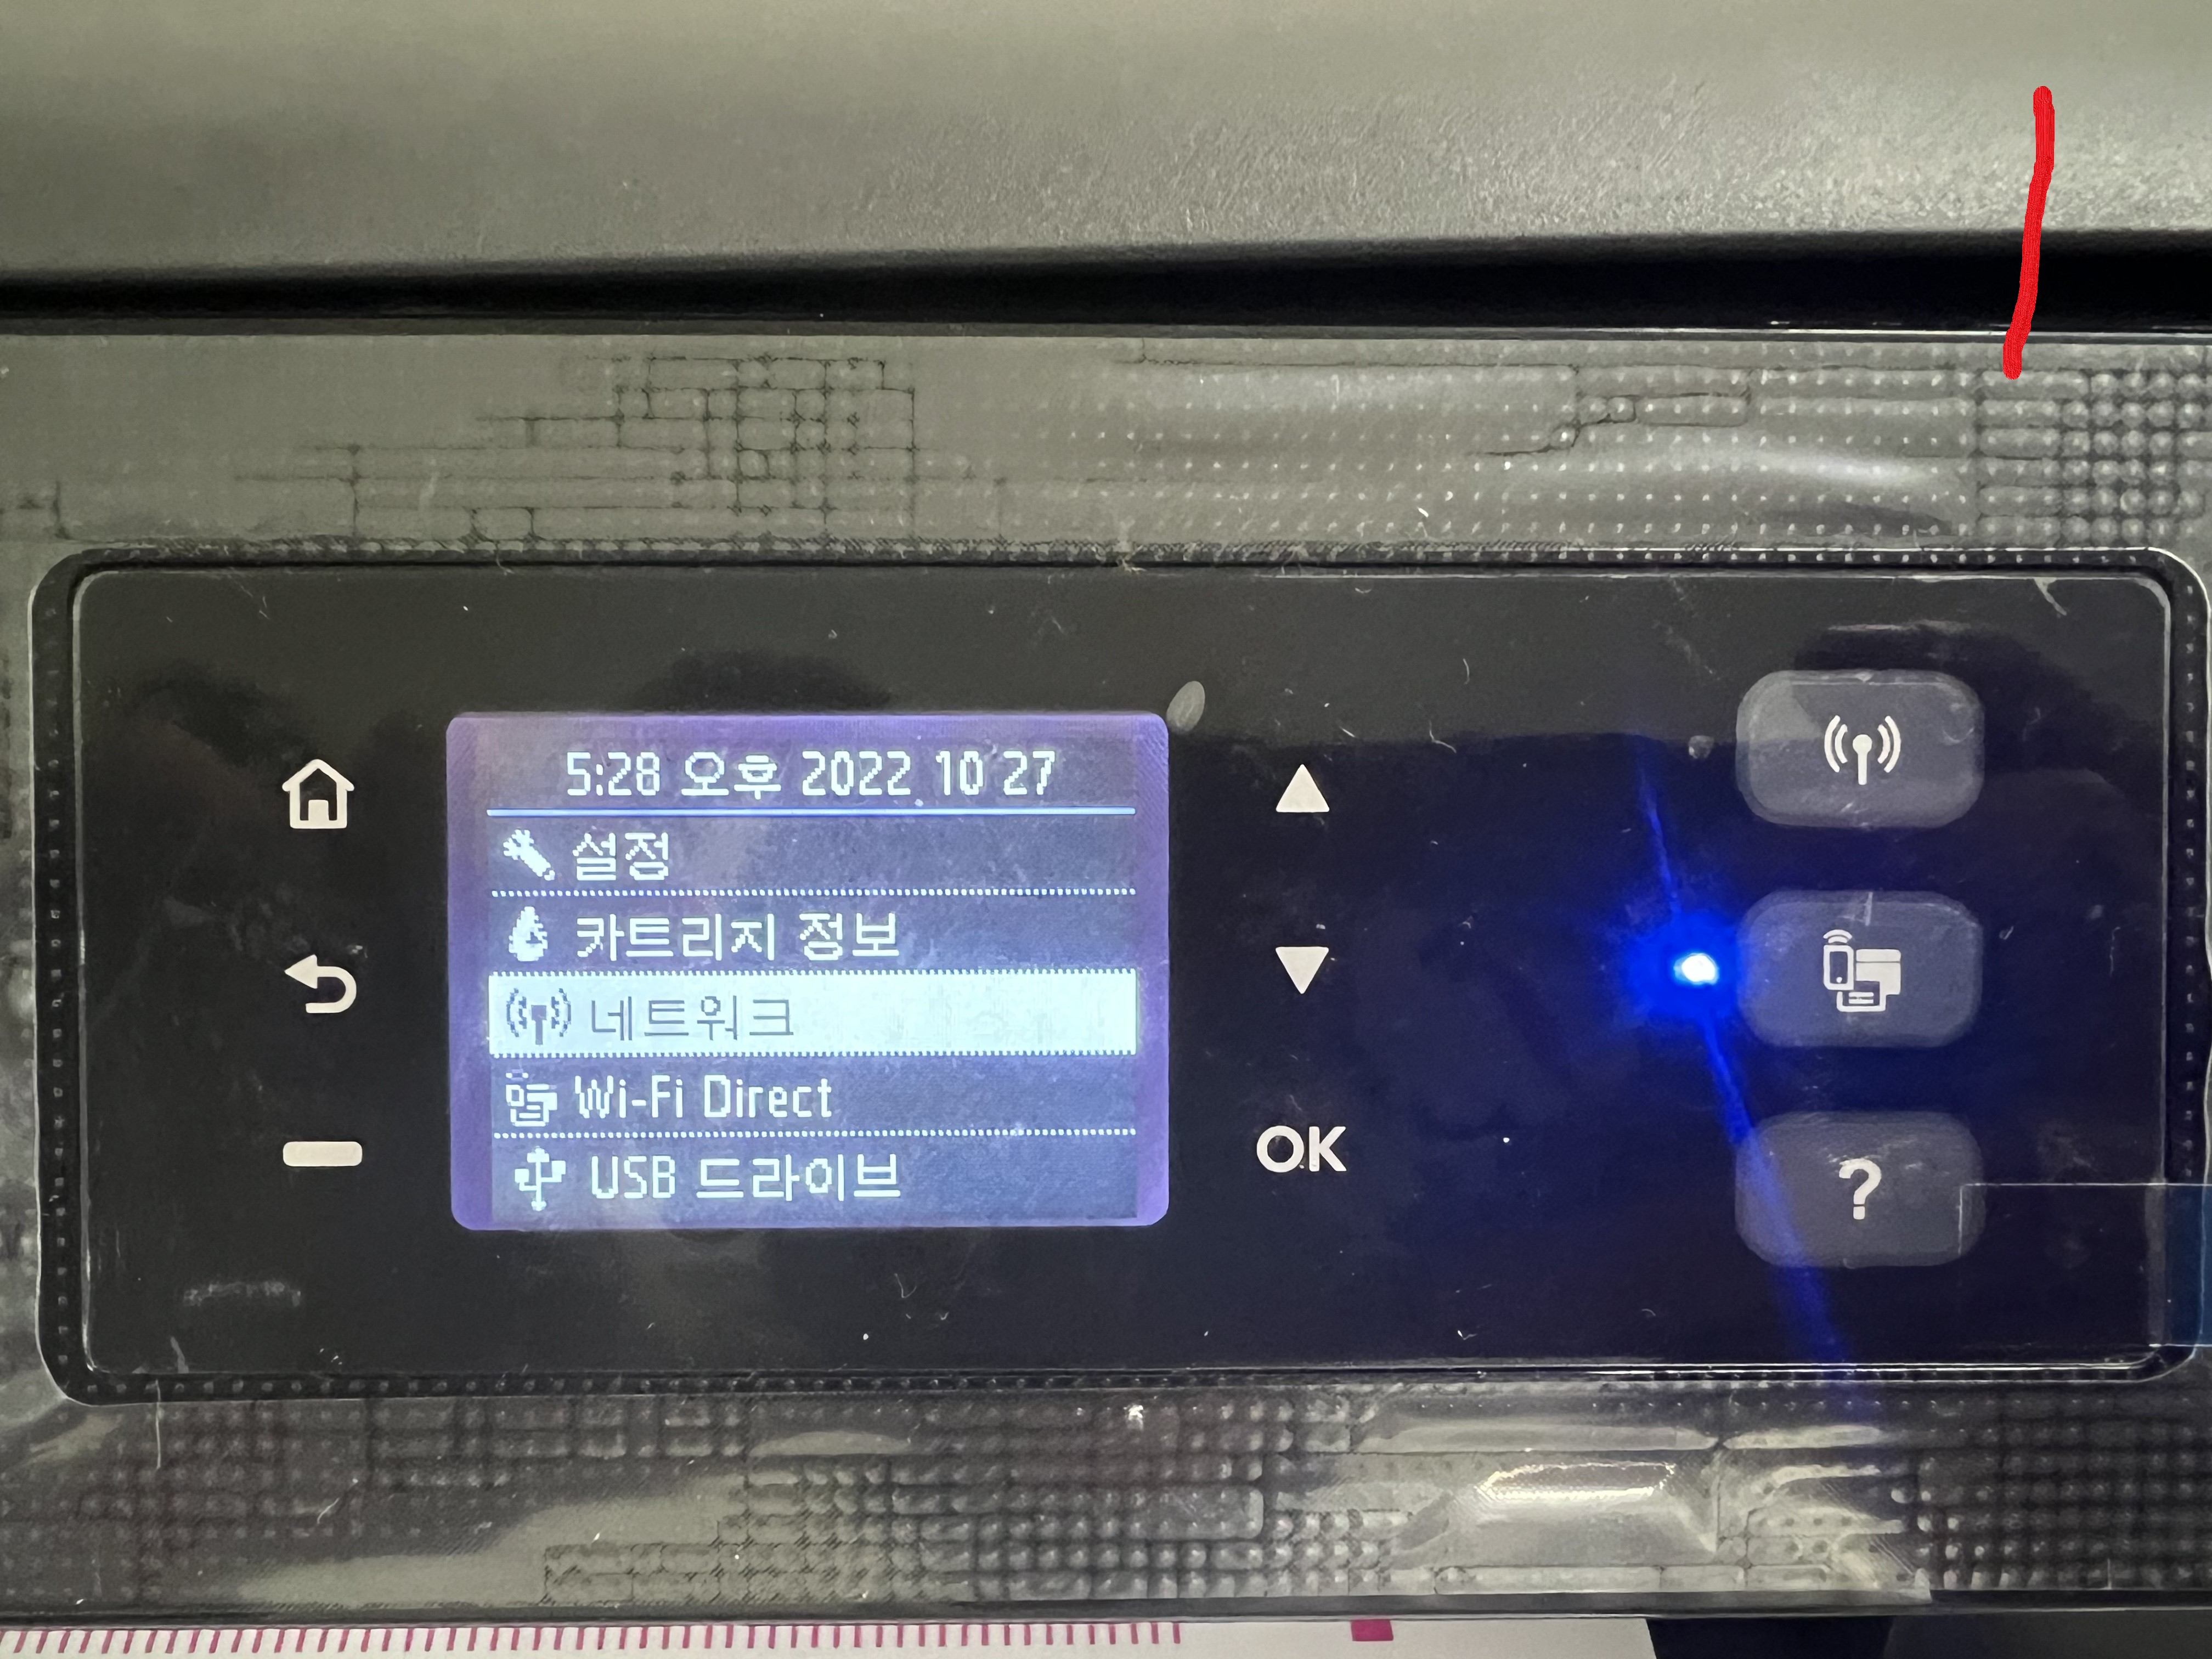 5:28 오후 2022 10 27
설정
카트리지 정보
네트워크
Wi-Fi Direct
USB 드라이브
OK
?